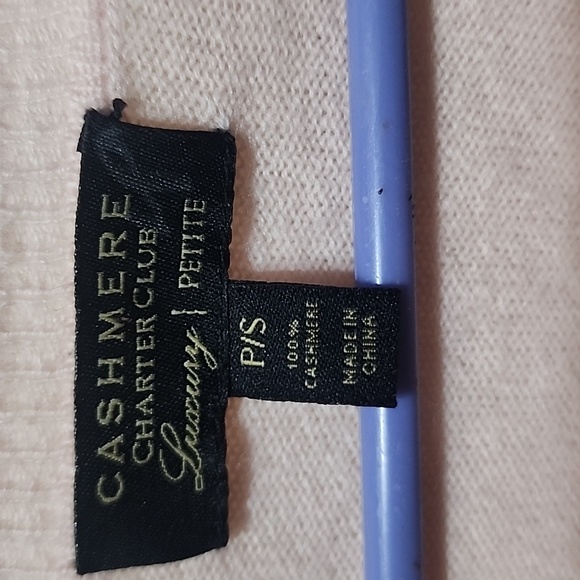 CASHMERE
CHARTER CLUB
Luxury | PETITE
P/S
100%
CASHMERE
MADE IN
CHINA